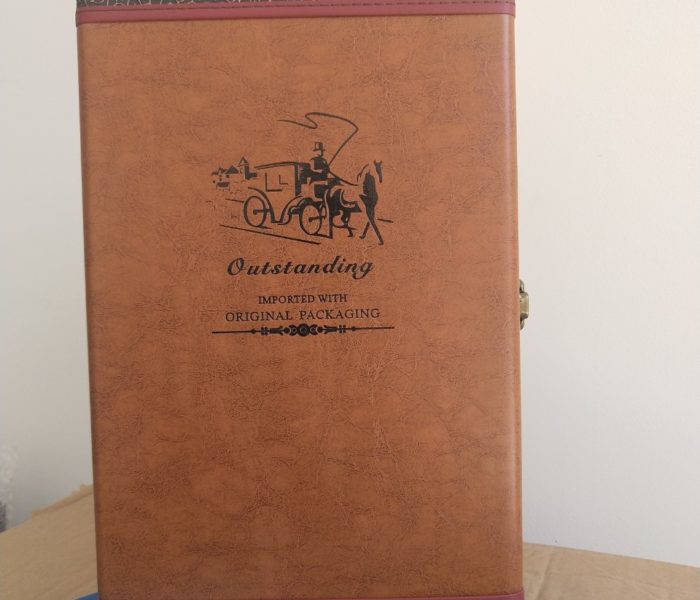 Outstanding
IMPORTED WITH
ORIGINAL PACKAGING